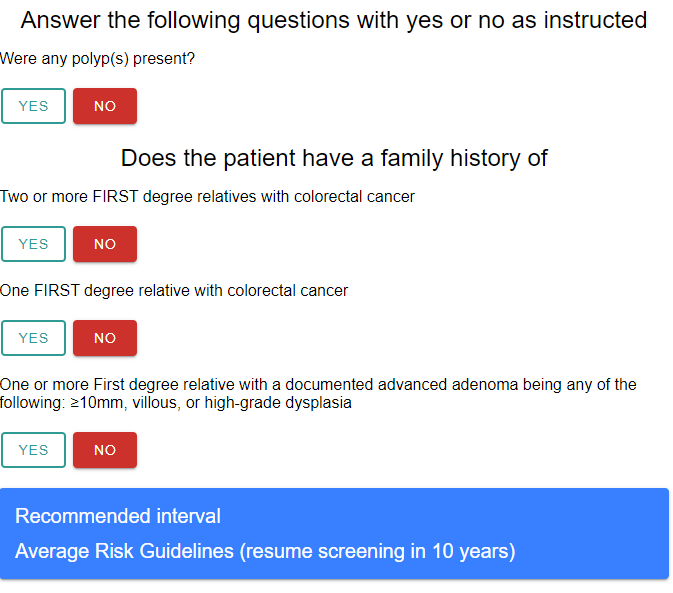 Answer the following questions with yes or no as instructed
Were any polyp(s) present?
YES NO
Does the patient have a family history of
Two or more FIRST degree relatives with colorectal cancer
YES NO
One FIRST degree relative with colorectal cancer
YES NO
One or more First degree relative with a documented advanced adenoma being any of the
following: ≥10mm, villous, or high-grade dysplasia
YES NO
Recommended interval
Average Risk Guidelines (resume screening in 10 years)